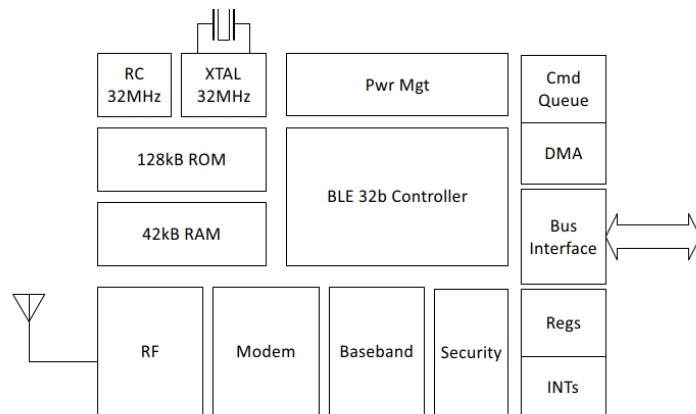 RC
32MHz
XTAL
32MHz
Pwr Mgt
Cmd
Queue
128kB ROM
DMA
BLE 32b Controller
42kB RAM
Bus
Interface
RF
Modem
Baseband
Security
Regs
INTs